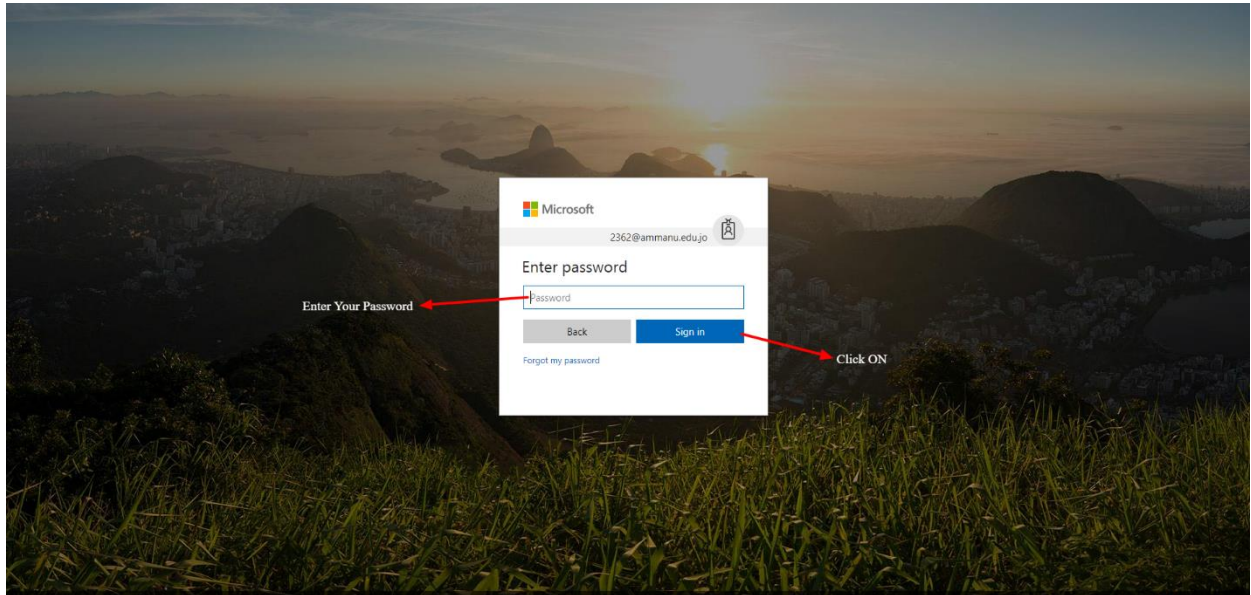 Microsoft
2362@ammanu.edu.jo
Enter password
Enter Your Password
Password
Back Sign in
Click ON
Forgot my password